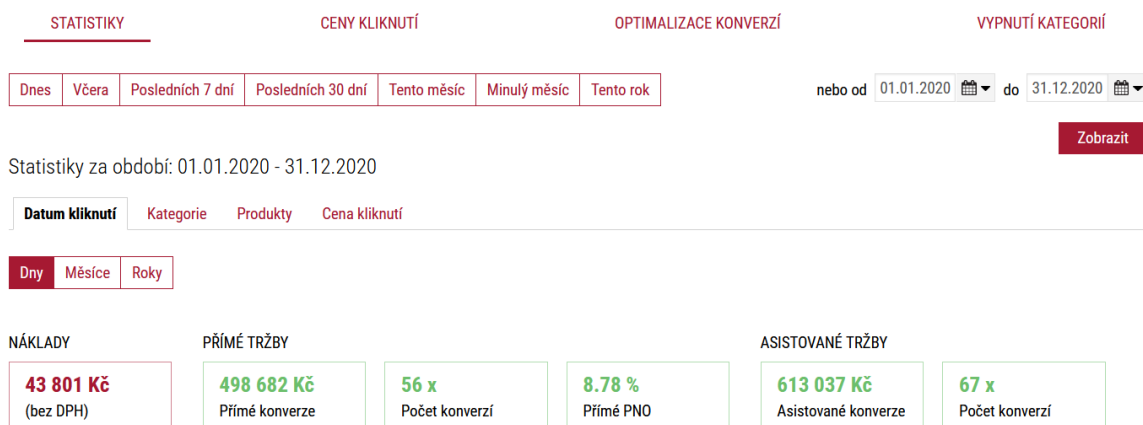 STATISTIKY CENY KLIKNUTÍ OPTIMALIZACE KONVERZÍ VYPNUTÍ KATEGORIÍ
Dnes Včera Posledních 7 dní Posledních 30 dní Tento měsíc Minulý měsíc Tento rok nebo od 01.01.2020 do 31.12.2020
Zobrazit
Statistiky za období: 01.01.2020 - 31.12.2020
Datum kliknutí Kategorie Produkty Cena kliknutí
Dny Měsíce Roky
NÁKLADY PŘÍMÉ TRŽBY ASISTOVANÉ TRŽBY
43 801 Kč 498 682 Kč 56 x 8.78 % 613 037 Kč 67 x
(bez DPH) Přímé konverze Počet konverzí Přímé PNO Asistované konverze Počet konverzí